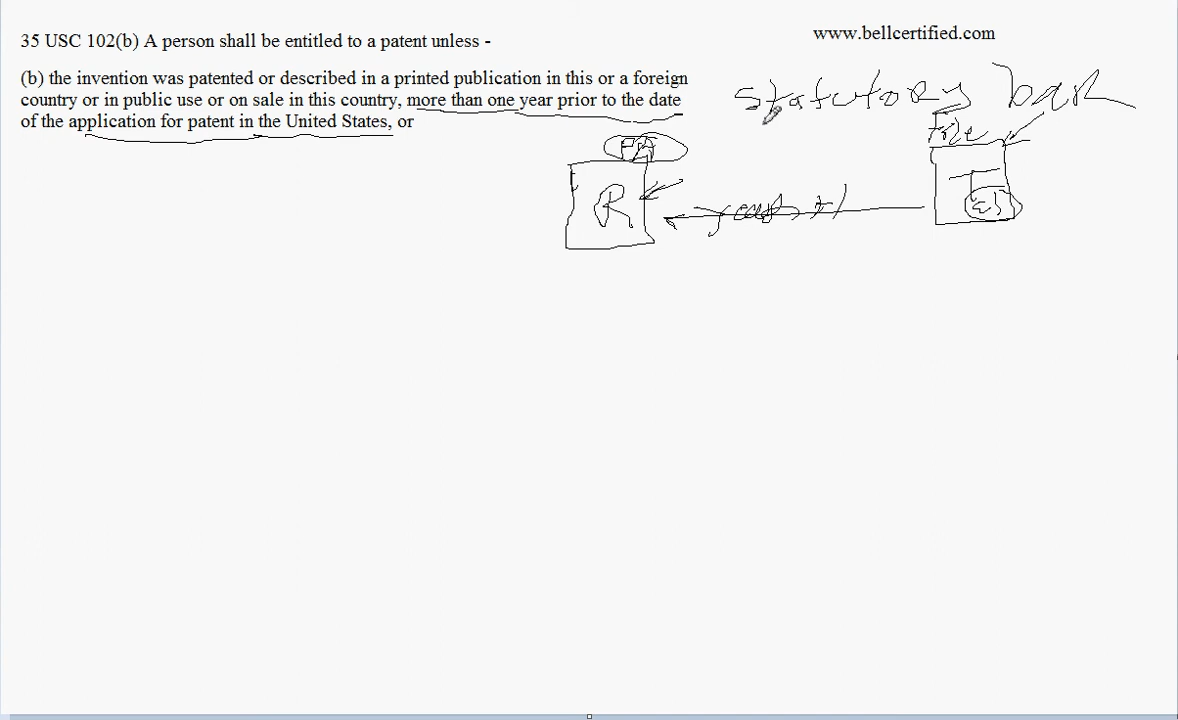 35 USC 102(b) A person shall be entitled to a patent unless -
www.bellcertified.com
(b) the invention was patented or described in a printed publication in this or a foreign
country or in public use or on sale in this country, more than one year prior to the date
of the application for patent in the United States, or
statutory bar
File
PA
R
year +1
T